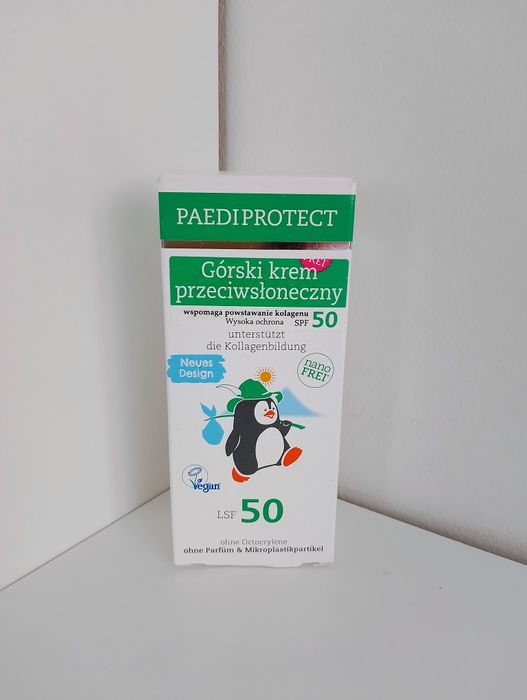 PAEDIPROTECT
FREI
Górski krem
przeciwsłoneczny
wspomaga powstawanie kolagenu
Wysoka ochrona SPF 50
unterstützt
die Kollagenbildung
Neues
Design
nano
FREI
Vegan
LSF 50
ohne Octocrylene
ohne Parfüm & Mikroplastikpartikel